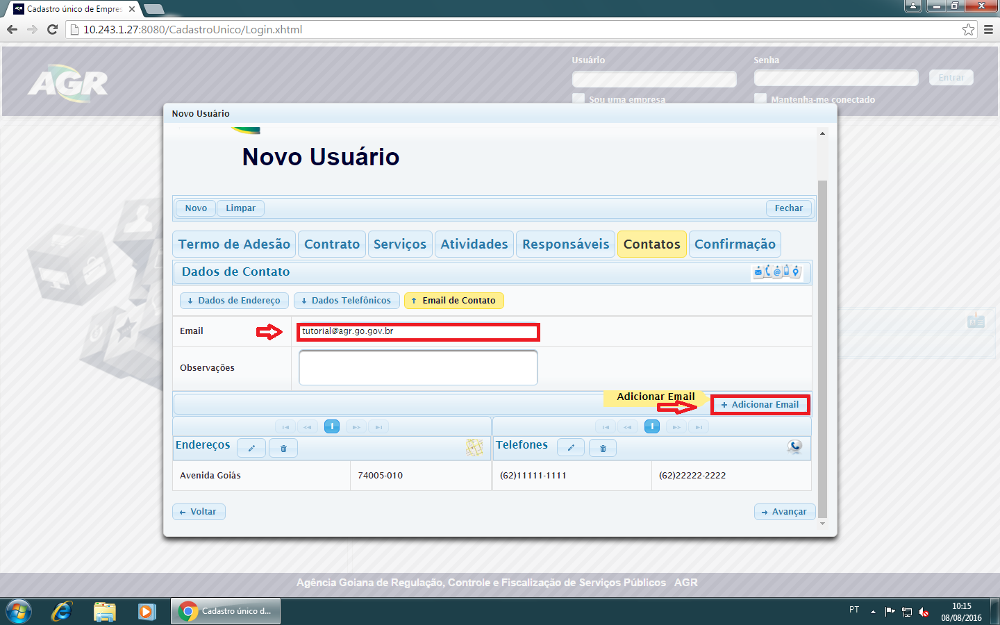 Cadastro único de Empres
10.243.1.27:8080/CadastroUnico/Login.xhtml
AGR
Usuário
Senha
Entrar
Sou uma empresa
Mantenha-me conectado
Novo Usuário
Novo Usuário
Novo
Limpar
Fechar
Termo de Adesão
Contrato
Serviços
Atividades
Responsáveis
Contatos
Confirmação
Dados de Contato
Dados de Endereço
Dados Telefônicos
Email de Contato
Email
tutorial@agr.go.gov.br
Observações
Adicionar Email
Adicionar Email
1
1
Endereços
Telefones
Avenida Goiás
74005-010
(62)11111-1111
(62)22222-2222
Voltar
Avançar
Agência Goiana de Regulação, Controle e Fiscalização de Serviços Públicos AGR
Cadastro único d...
PT
10:15
08/08/2016